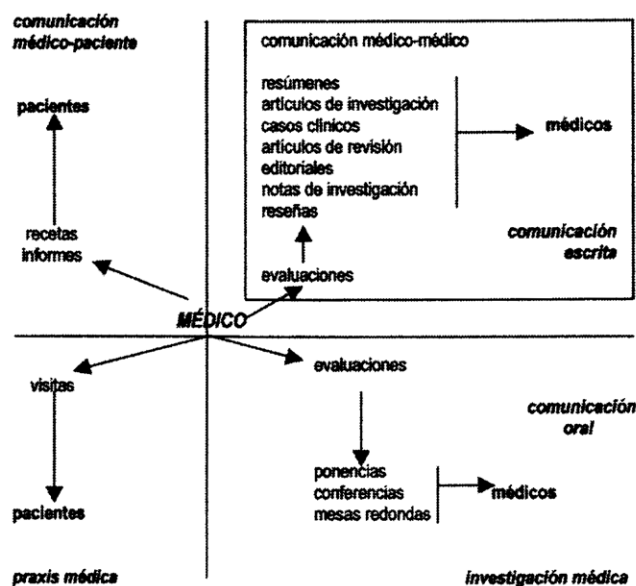 comunicación
médico-paciente
pacientes
recetas
informes
comunicación médico-médico
resúmenes
artículos de investigación
casos clínicos
artículos de revisión
editoriales
notas de investigación
reseñas
médicos
comunicación
escrita
evaluaciones
MÉDICO
visitas
pacientes
praxis médica
evaluaciones
comunicación
oral
ponencias
conferencias
mesas redondas
médicos
investigación médica